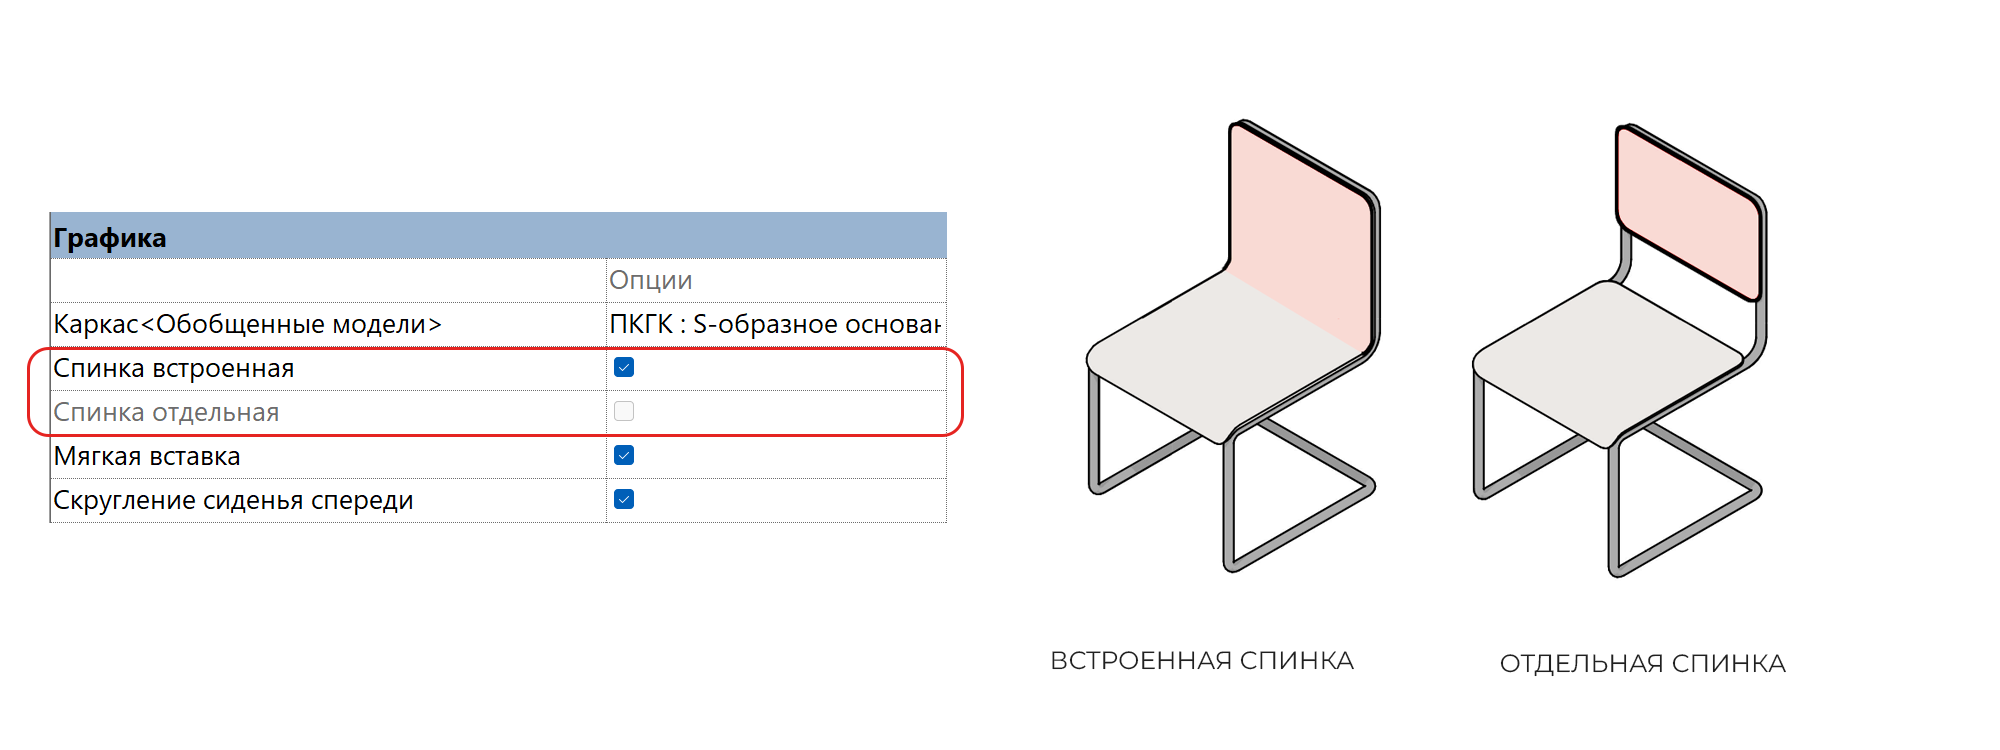 Графика
Опции
Каркас<Обобщенные модели> ПКГК : S-образное основан
Спинка встроенная
Спинка отдельная
Мягкая вставка
Скругление сиденья спереди
ВСТРОЕННАЯ СПИНКА
ОТДЕЛЬНАЯ СПИНКА